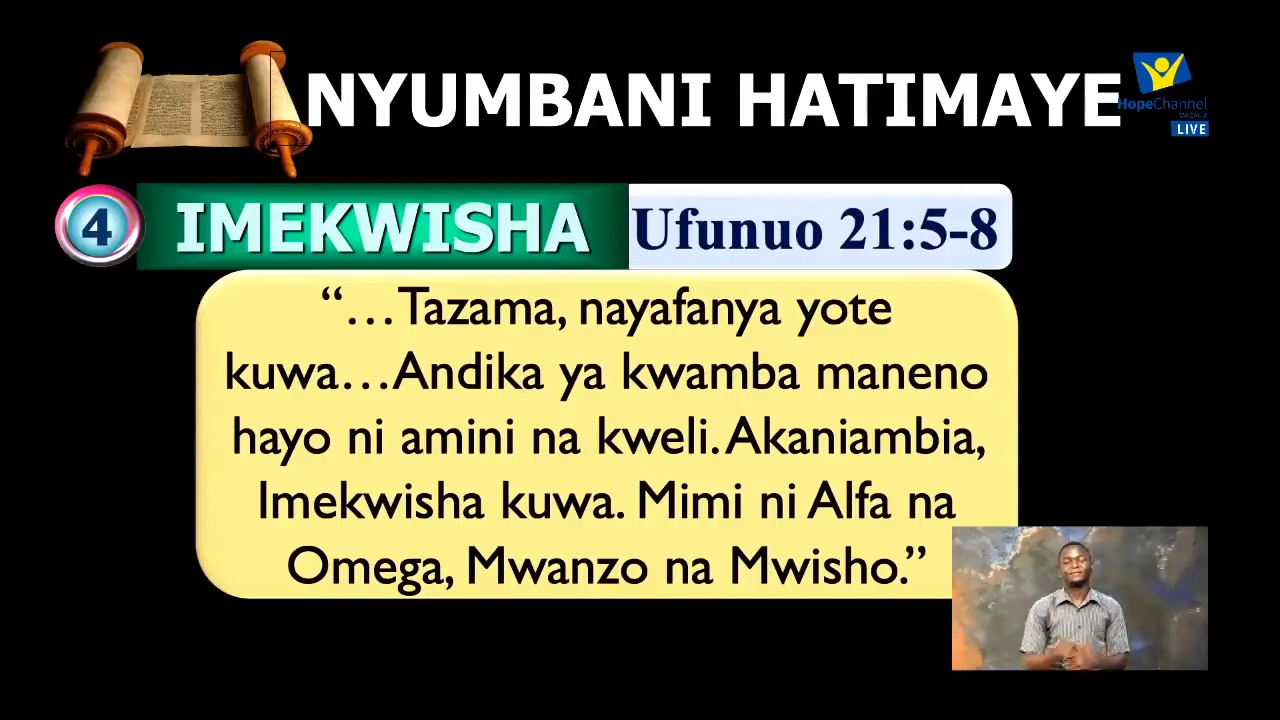 NYUMBANI HATIMAYE
HopeChannel
TANZANIA
LIVE
4 IMEKWISHA Ufunuo 21:5-8
“…Tazama, nayafanya yote
kuwa…Andika ya kwamba maneno
hayo ni amini na kweli. Akaniambia,
Imekwisha kuwa. Mimi ni Alfa na
Omega, Mwanzo na Mwisho.”